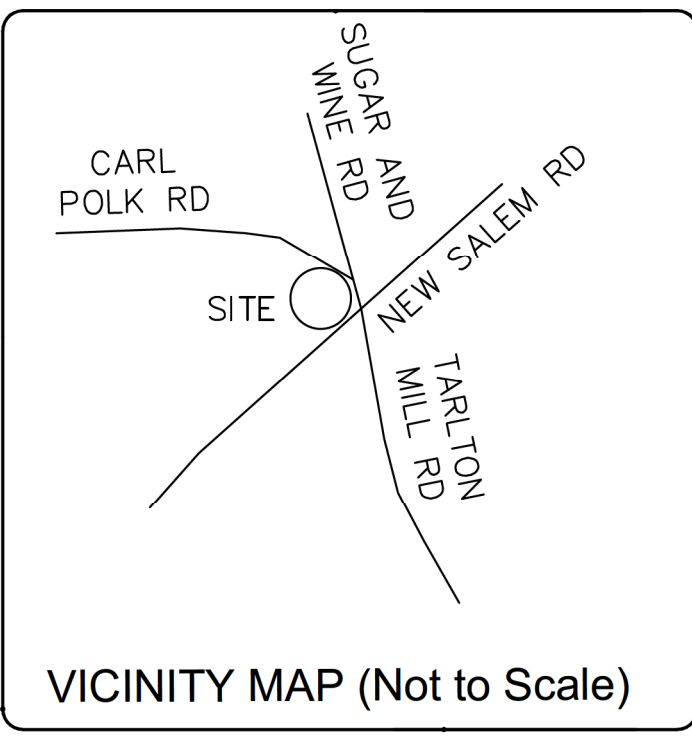 SUGAR AND
WINE RD
CARL
POLK RD
NEW SALEM RD
SITE
TARLTON
MILL RD
VICINITY MAP (Not to Scale)